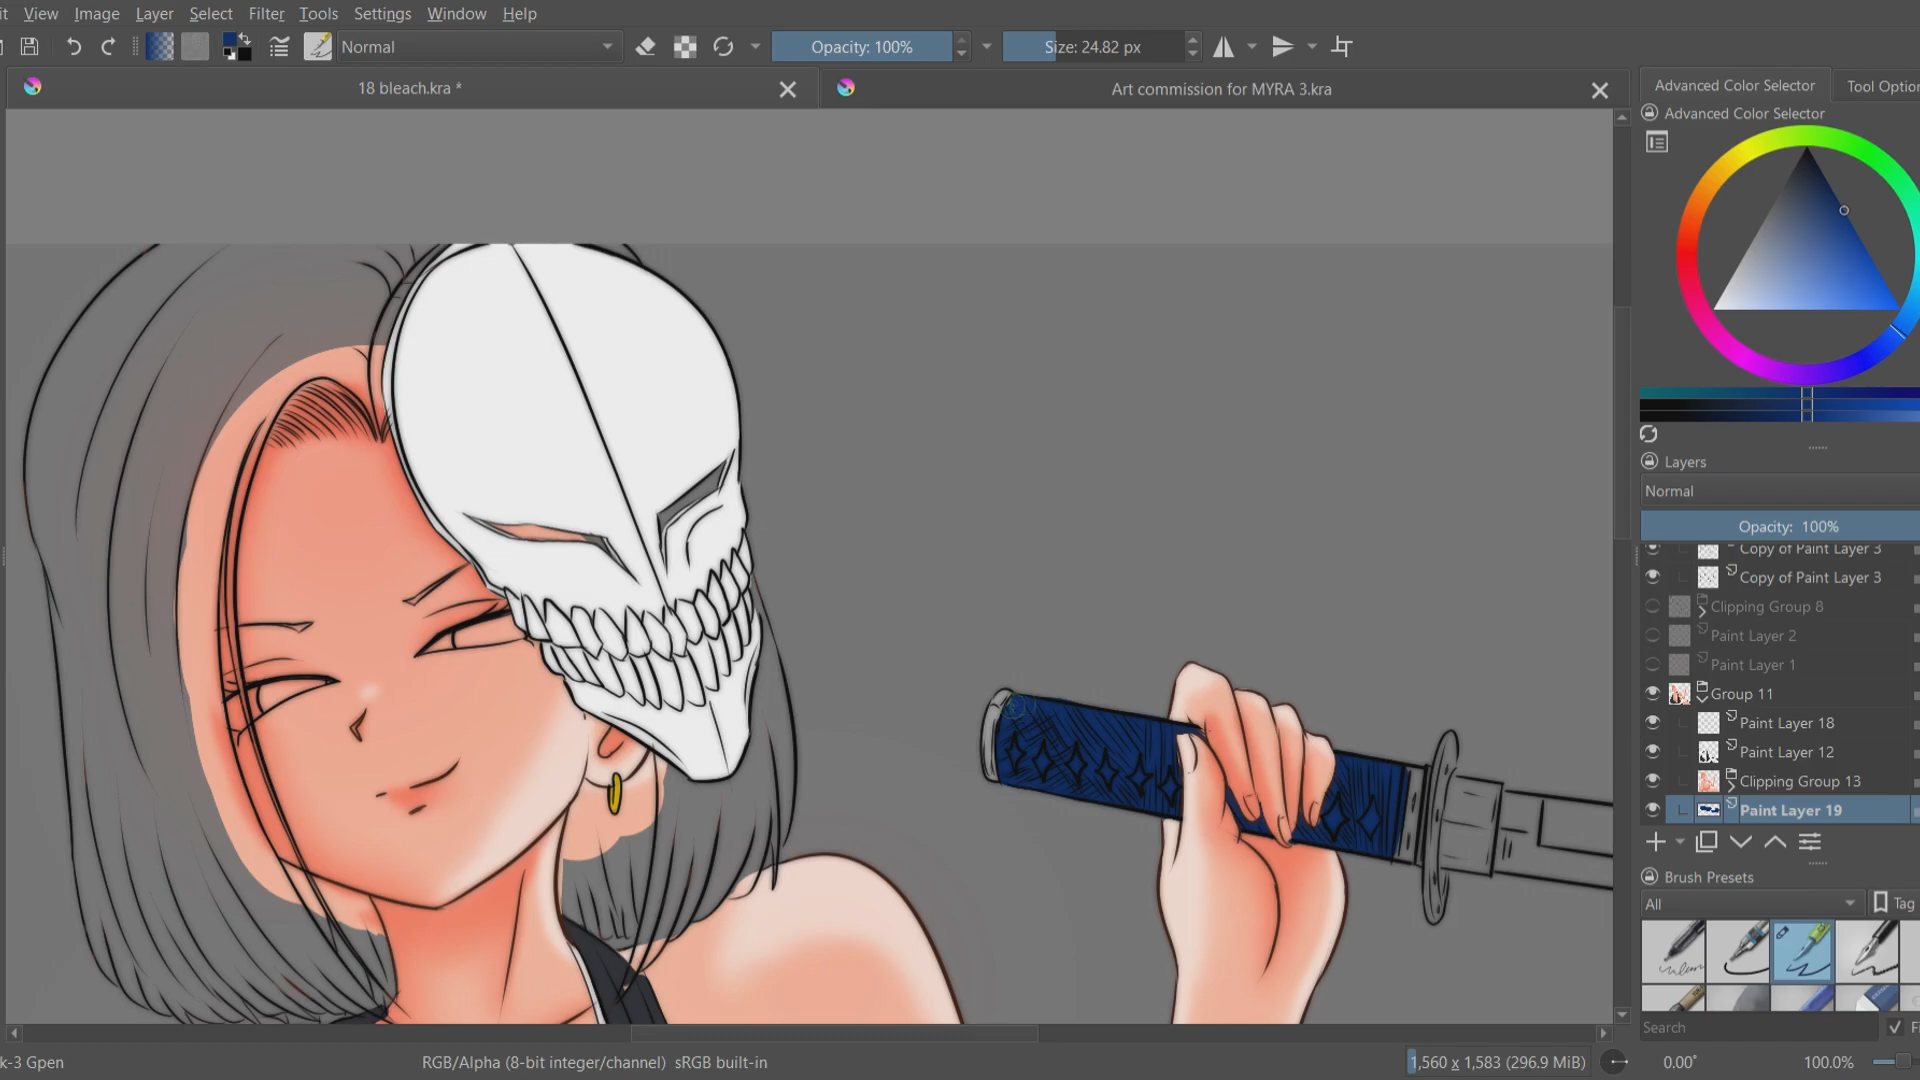 it View Image Layer Select Filter Tools Settings Window Help
Normal Opacity: 100% Size: 24.82 px
18 bleach.kra * Art commission for MYRA 3.kra
Advanced Color Selector Tool Option
Advanced Color Selector
Layers
Normal
Opacity: 100%
Copy of Paint Layer 3
Copy of Paint Layer 3
Clipping Group 8
Paint Layer 2
Paint Layer 1
Group 11
Paint Layer 18
Paint Layer 12
Clipping Group 13
Paint Layer 19
Brush Presets
All Tag
Search Fi
k-3 Gpen RGB/Alpha (8-bit integer/channel) sRGB built-in 1,560 x 1,583 (296.9 MiB) 0.00° 100.0%